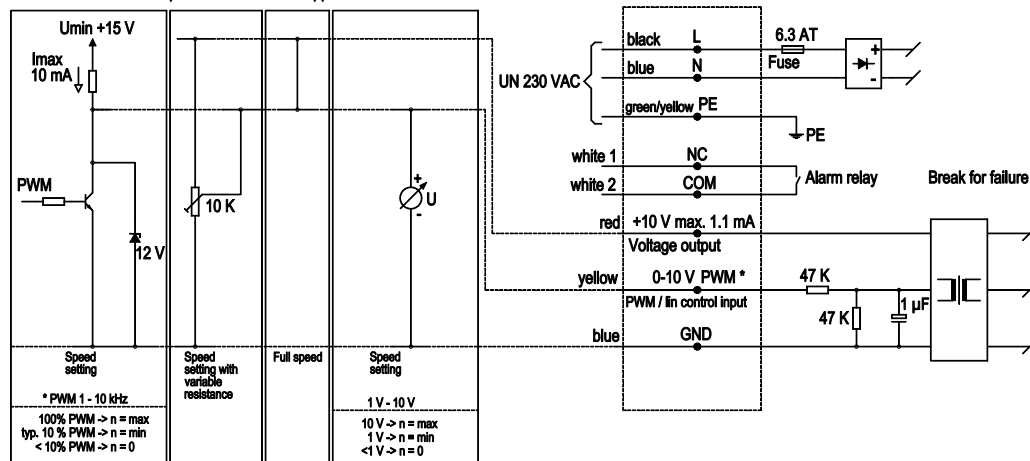 Umin +15 V
Imax
10 mA
PWM
12 V
Speed
setting
* PWM 1 - 10 kHz
100% PWM -> n = max
typ. 10 % PWM -> n = min
< 10% PWM -> n = 0
10 K
Speed
setting with
variable
resistance
Full speed
+
U
-
Speed
setting
1 V - 10 V
10 V -> n = max
1 V -> n = min
<1 V -> n = 0
UN 230 VAC
black L
blue N
green/yellow PE
6.3 AT
Fuse
+
-
PE
white 1 NC
white 2 COM
Alarm relay
Break for failure
red +10 V max. 1.1 mA
Voltage output
yellow 0-10 V PWM *
PWM / lin control input
47 K
47 K
1 µF
blue GND